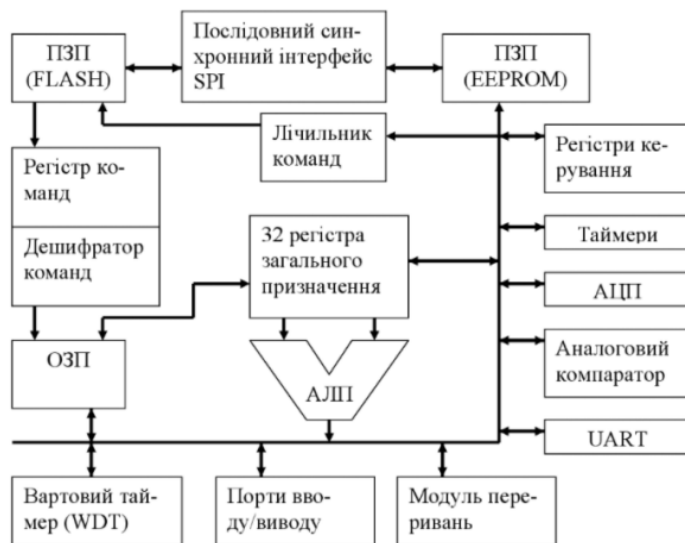 ПЗП
(FLASH)
Послідовний син-
хронний інтерфейс
SPI
ПЗП
(EEPROM)
Лічильник
команд
Регістри ке-
рування
Регістр ко-
манд
Дешифратор
команд
32 регістра
загального
призначення
Таймери
АЦП
ОЗП
АЛП
Аналоговий
компаратор
UART
Вартовий тай-
мер (WDT)
Порти вво-
ду/виводу
Модуль пере-
ривань